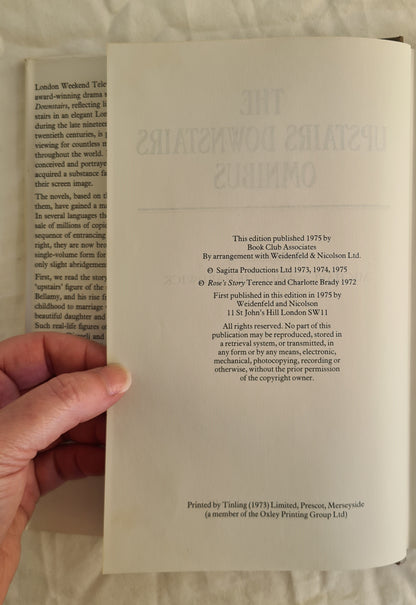 London Weekend Tele
award-winning drama
Downstairs, reflecting li
stairs in an elegant Lon
during the late ninetee
twentieth centuries, is
viewing for countless m
throughout the world.
conceived and portraye
acquired a substance fa
their screen image.
The novels, based on t
them, have gained a ma
In several languages the
sale of millions of copie
sequence of entrancing
right, they are now bro
single-volume form for
only slight abridgement
First, we read the story
'upstairs' figure of the
Bellamy, and his rise f
childhood to marriage
beautiful daughter and
Such real-life figures o
THE
UPSTAIRS DOWNSTAIRS
OMNIBUS
This edition published 1975 by
Book Club Associates
By arrangement with Weidenfeld & Nicolson Ltd.
© Sagitta Productions Ltd 1973, 1974, 1975
© Rose's Story Terence and Charlotte Brady 1972
First published in this edition in 1975 by
Weidenfeld and Nicolson
11 St John's Hill London SW11
All rights reserved. No part of this
publication may be reproduced, stored in
a retrieval system, or transmitted, in
any form or by any means, electronic,
mechanical, photocopying, recording or
otherwise, without the prior permission
of the copyright owner.
Printed by Tinling (1973) Limited, Prescot, Merseyside
(a member of the Oxley Printing Group Ltd)